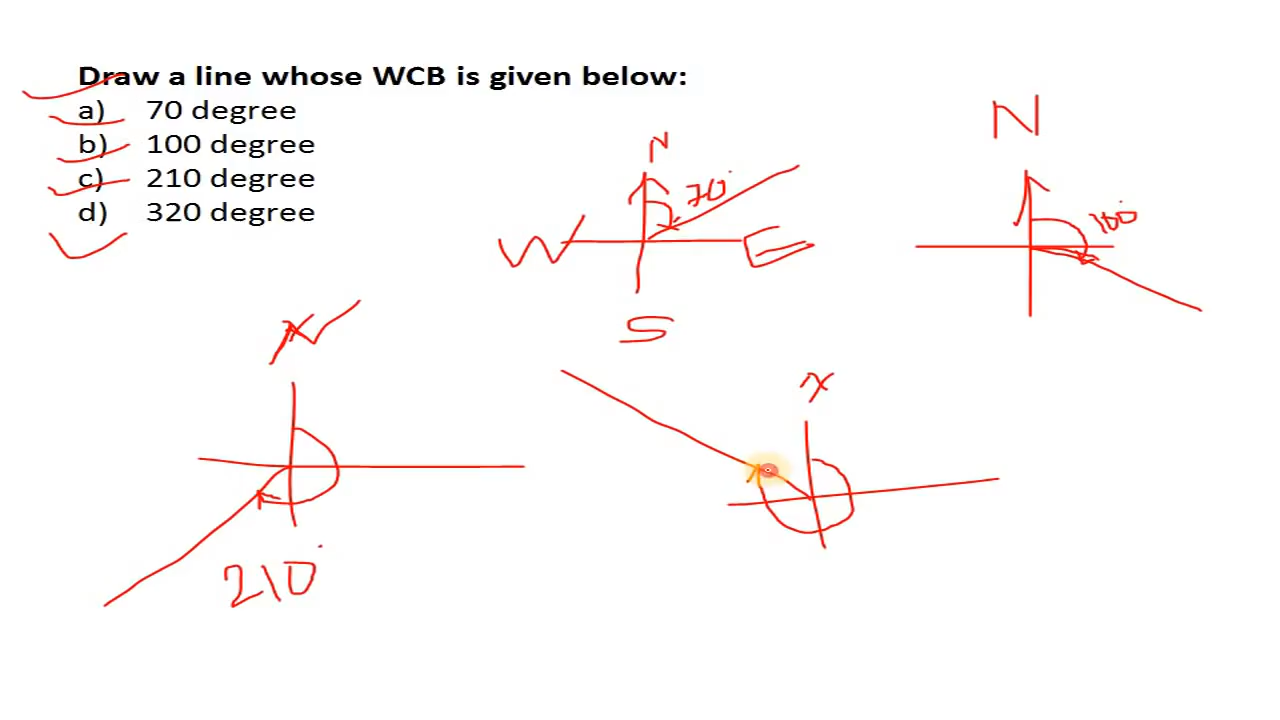 Draw a line whose WCB is given below:
a) 70 degree
b) 100 degree
c) 210 degree
d) 320 degree
N
70°
W
E
S
N
100°
N
210°
N